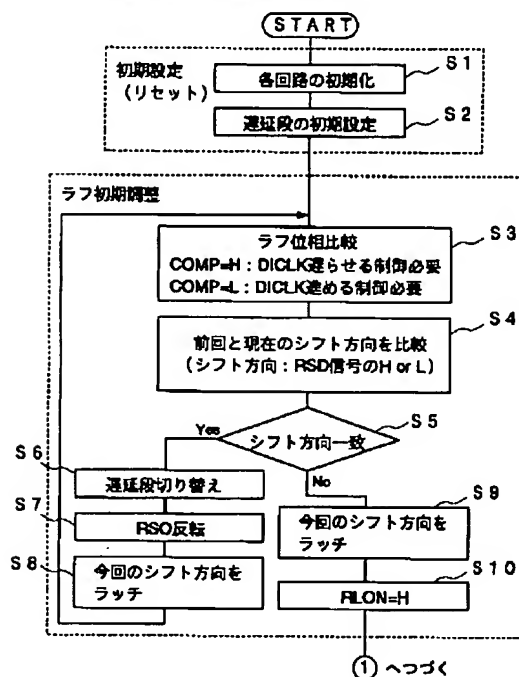 START
初期設定
(リセット)
各回路の初期化
S1
遅延段の初期設定
S2
ラフ初期調整
ラフ位相比較
COMP=H:DICLK遅らせる制御必要
COMP=L:DICLK進める制御必要
S3
前回と現在のシフト方向を比較
(シフト方向:RSD信号のH or L)
S4
シフト方向一致
S5
Yes
No
S6
遅延段切り替え
S7
RSO反転
S8
今回のシフト方向を
ラッチ
S9
今回のシフト方向を
ラッチ
S10
RLON=H
1 へつづく